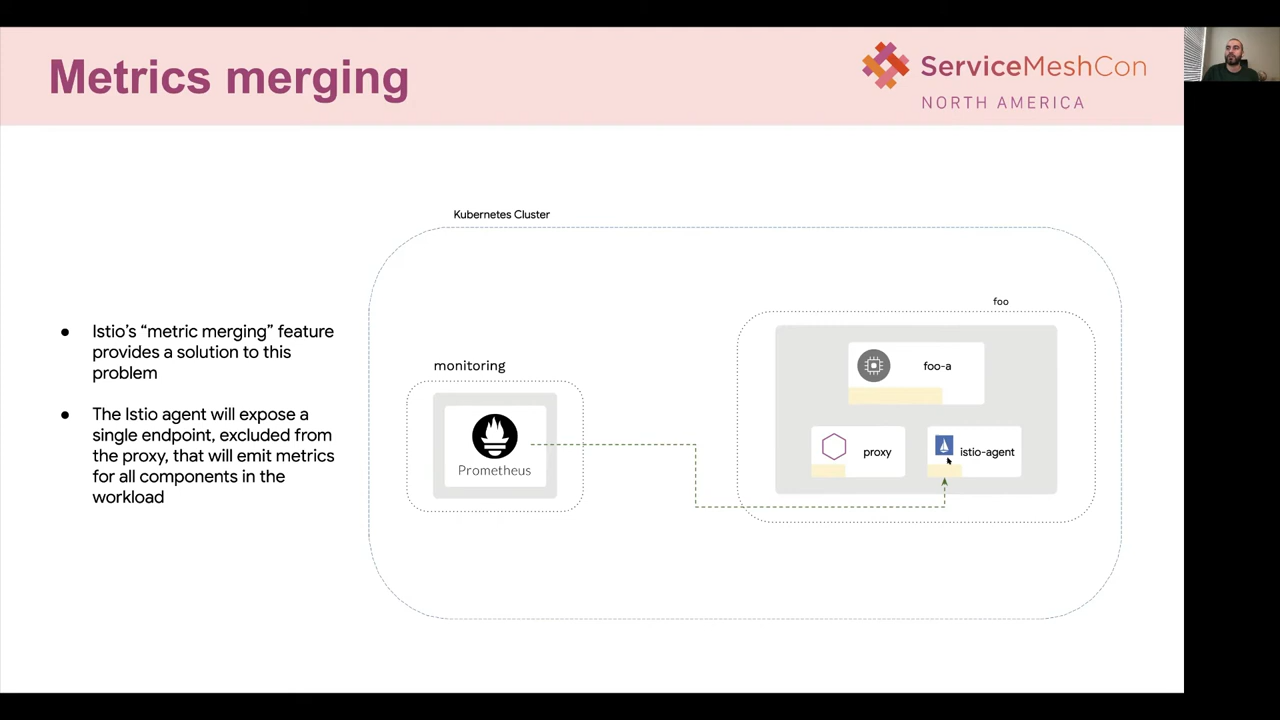 Metrics merging
ServiceMeshCon
NORTH AMERICA
Kubernetes Cluster
foo
● Istio’s “metric merging” feature
provides a solution to this
problem
● The Istio agent will expose a
single endpoint, excluded from
the proxy, that will emit metrics
for all components in the
workload
monitoring
Prometheus
foo-a
proxy
istio-agent